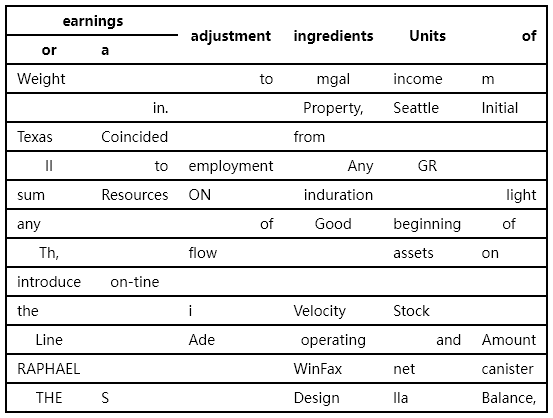 earnings adjustment ingredients Units of
or a
Weight to mgal income m
in. Property, Seattle Initial
Texas Coincided from
II to employment Any GR
sum Resources ON induration light
any of Good beginning of
Th, flow assets on
introduce on-tine
the i Velocity Stock
Line Ade operating and Amount
RAPHAEL WinFax net canister
THE S Design lla Balance,